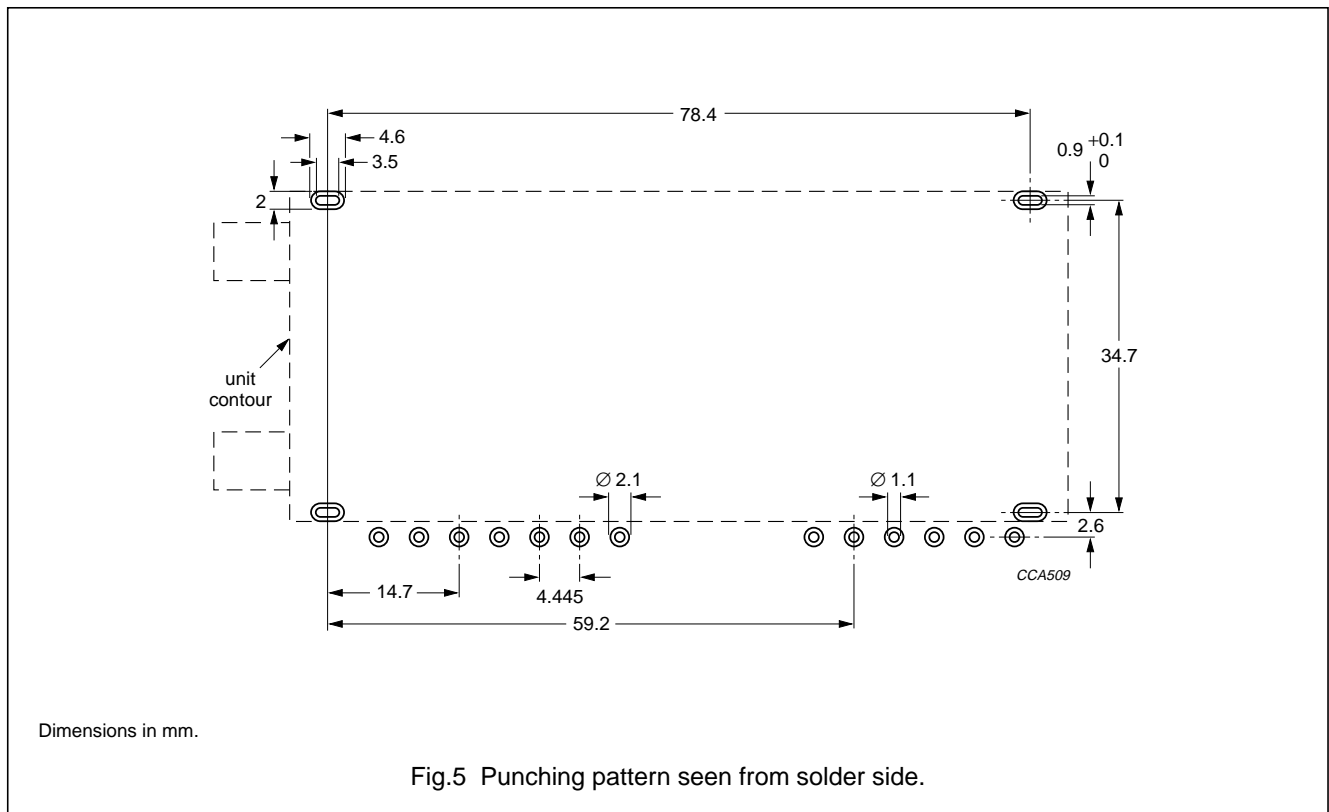 78.4
4.6
3.5
2
0.9 +0.1
0
34.7
unit
contour
∅ 2.1
∅ 1.1
2.6
CCA509
14.7
4.445
59.2
Dimensions in mm.
Fig.5 Punching pattern seen from solder side.